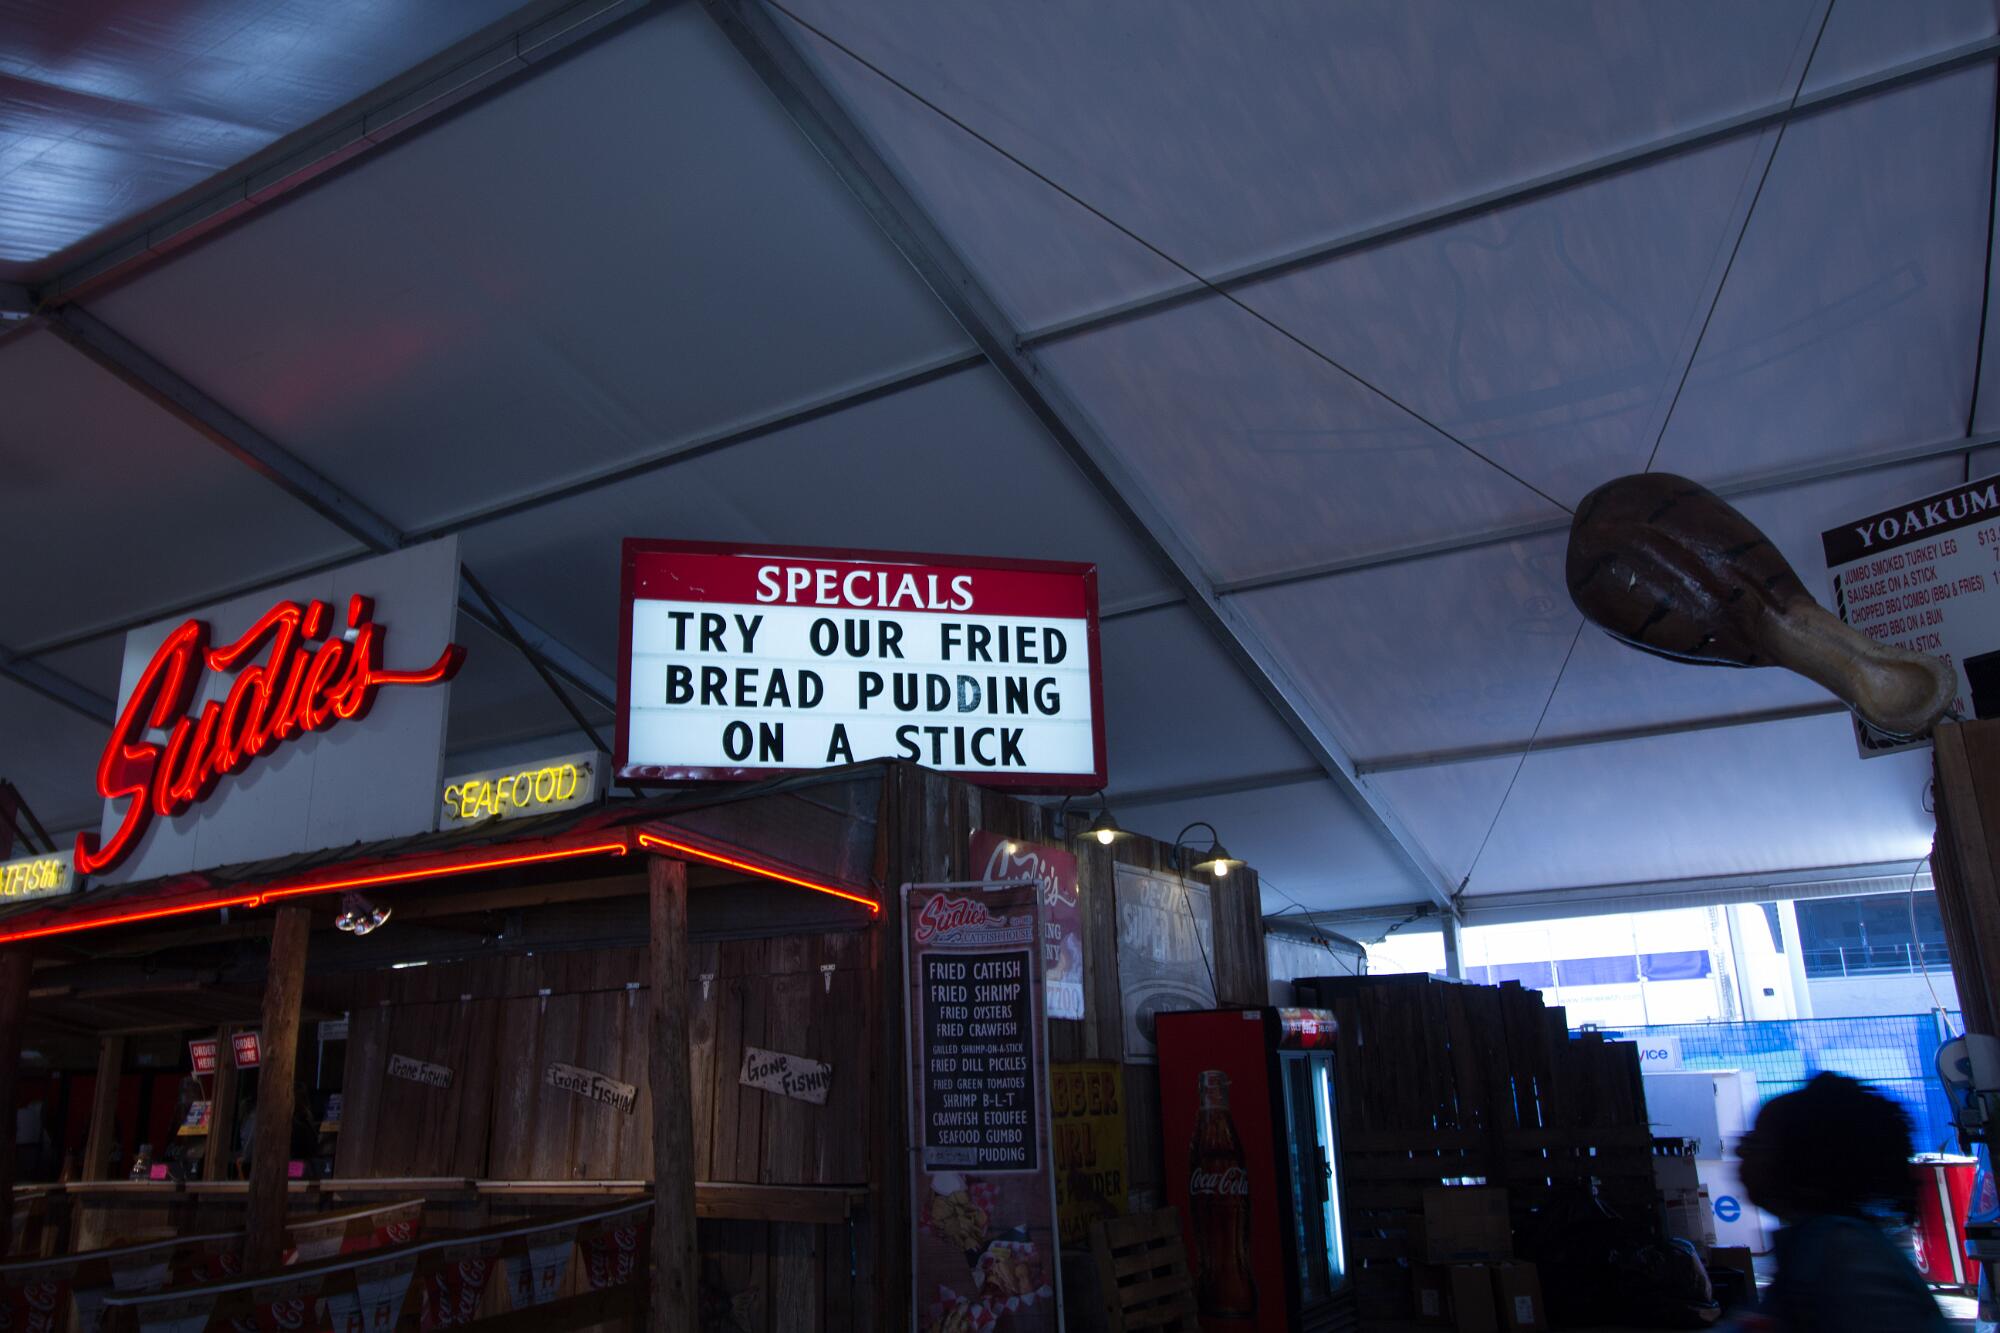 Sudie's
SEAFOOD
SPECIALS
TRY OUR FRIED
BREAD PUDDING
ON A STICK
YOAKUM
JUMBO SMOKED TURKEY LEG
SAUSAGE ON A STICK
CHOPPED BBQ COMBO (BBQ & FRIES)
CHOPPED BBQ ON A BUN
ON A STICK
Sudie's
Sudie's
CATFISH HOUSE
FRIED CATFISH
FRIED SHRIMP
FRIED OYSTERS
FRIED CRAWFISH
GRILLED SHRIMP-ON-A-STICK
FRIED DILL PICKLES
FRIED GREEN TOMATOES
SHRIMP B-L-T
CRAWFISH ETOUFEE
SEAFOOD GUMBO
PUDDING
ORDER
HERE
ORDER
HERE
Gone FISHIN
Gone FISHIN
Gone FISHIN
Coca-Cola